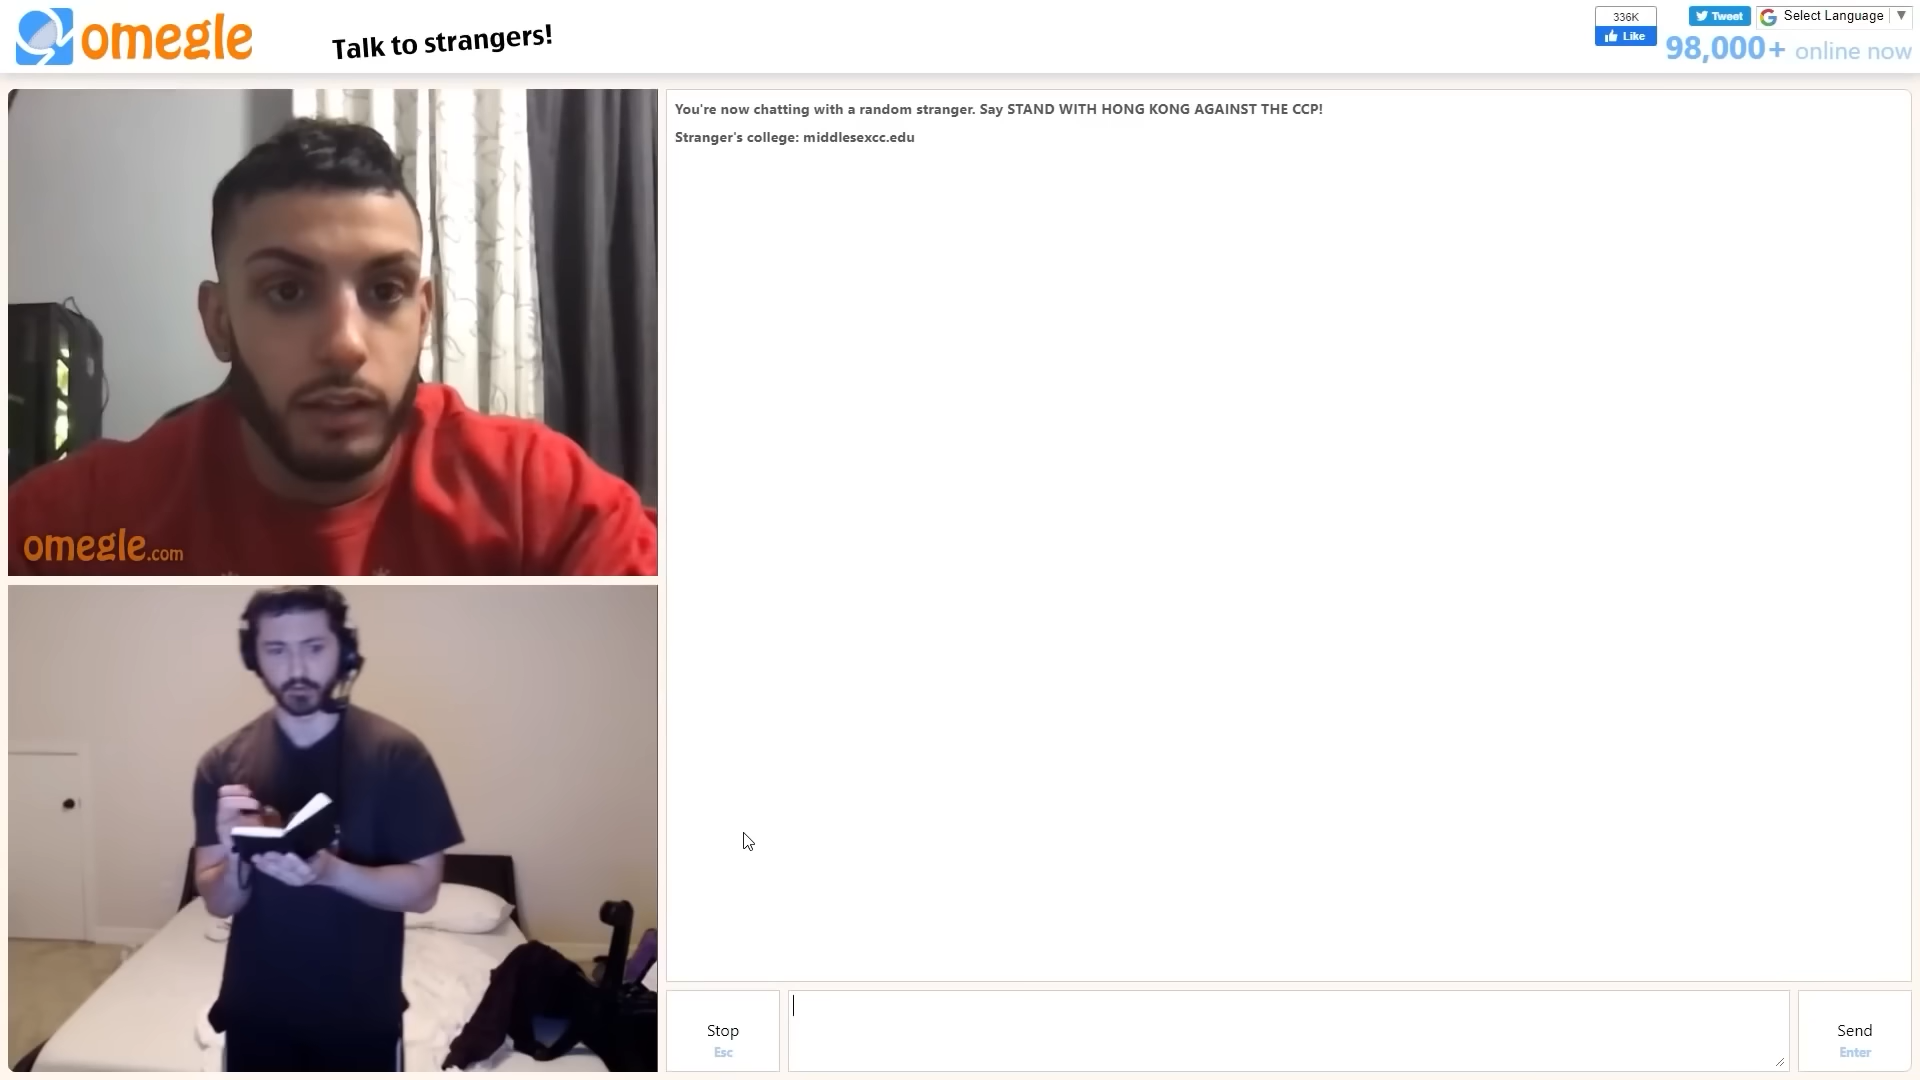 omegle
Talk to strangers!
336K
Like
Tweet
Select Language
98,000+ online now
You're now chatting with a random stranger. Say STAND WITH HONG KONG AGAINST THE CCP!
Stranger's college: middlesexcc.edu
omegle.com
Stop
Esc
Send
Enter